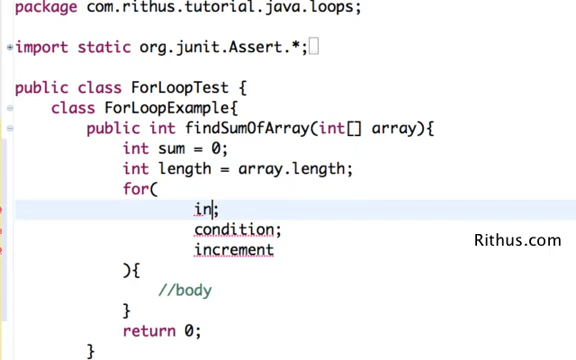 package com.rithus.tutorial.java.loops;
import static org.junit.Assert.*;
public class ForLoopTest {
class ForLoopExample{
public int findSumOfArray(int[] array){
int sum = 0;
int length = array.length;
for(
in;
condition;
increment
Rithus.com
){
//body
}
return 0;
}